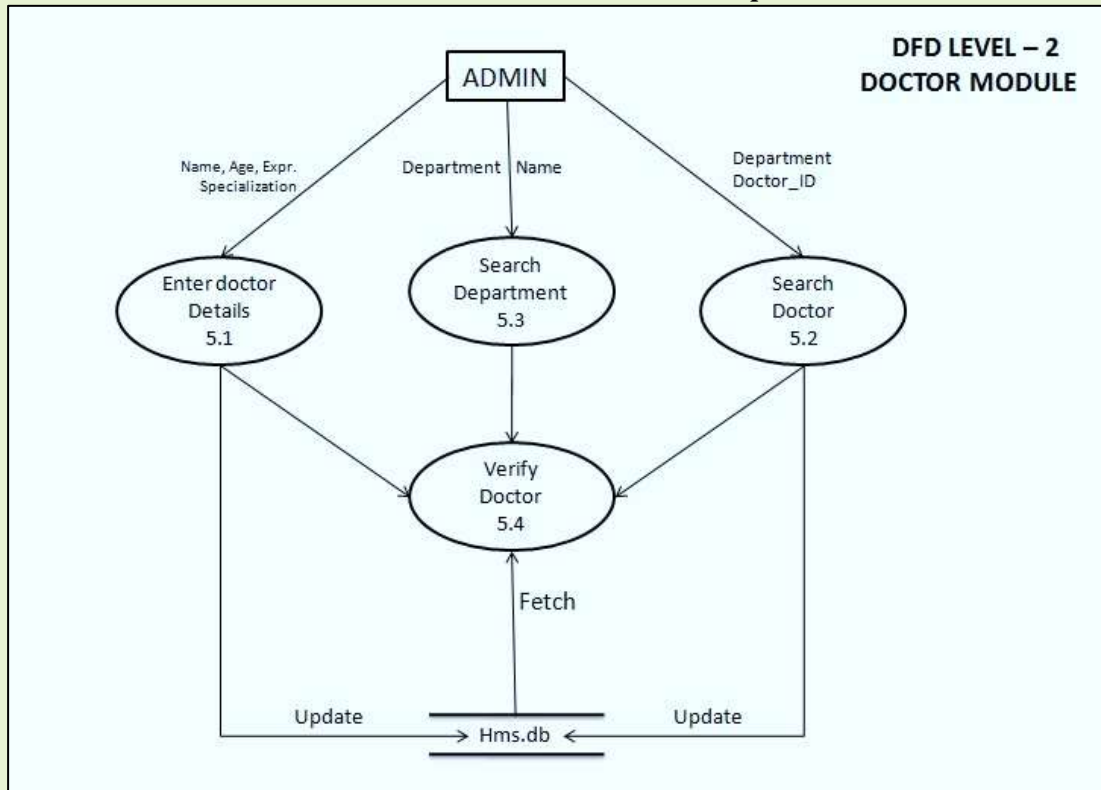 DFD LEVEL – 2
DOCTOR MODULE
ADMIN
Name, Age, Expr.
Specialization
Department Name
Department
Doctor_ID
Enter doctor
Details
5.1
Search
Department
5.3
Search
Doctor
5.2
Verify
Doctor
5.4
Fetch
Update
Hms.db
Update